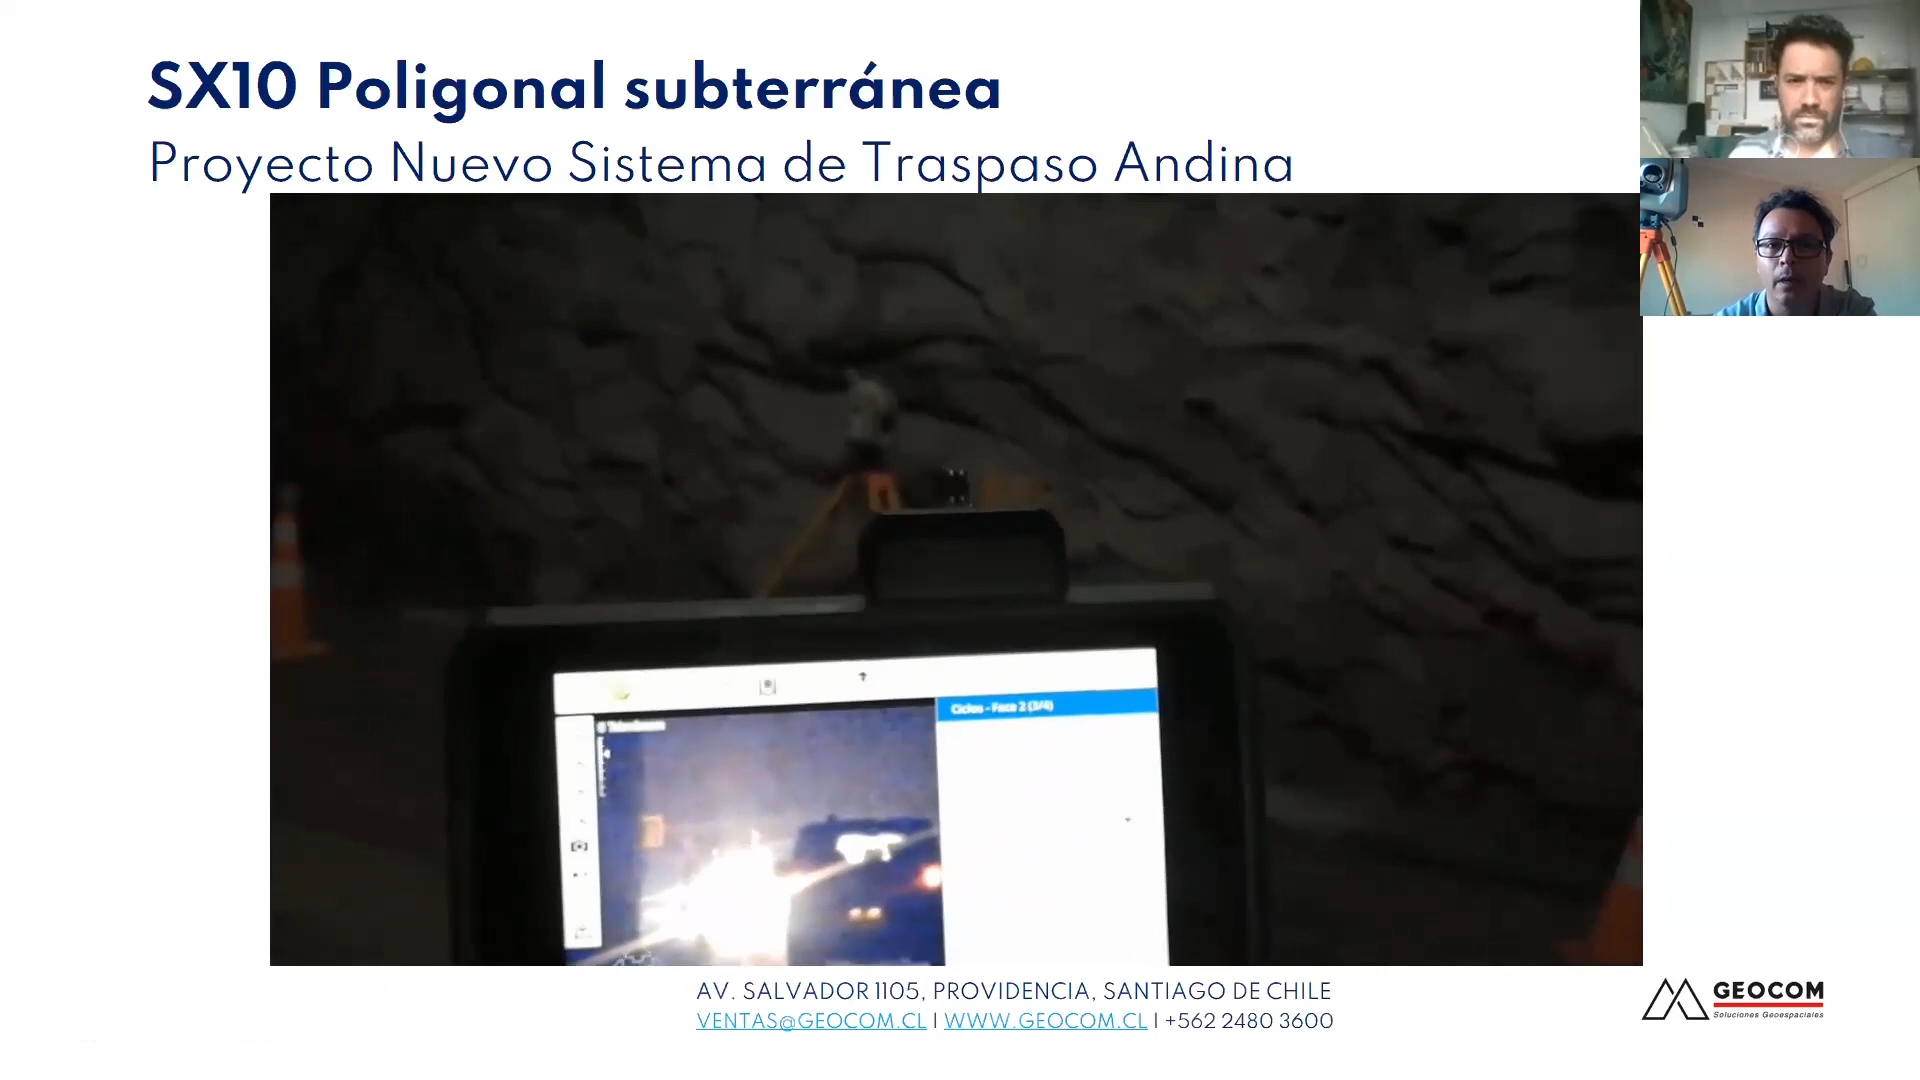 SX10 Poligonal subterránea
Proyecto Nuevo Sistema de Traspaso Andina
Ciclos - Face 2 (3/4)
AV. SALVADOR 1105, PROVIDENCIA, SANTIAGO DE CHILE
VENTAS@GEOCOM.CL | WWW.GEOCOM.CL | +562 2480 3600
GEOCOM
Soluciones Geoespaciales